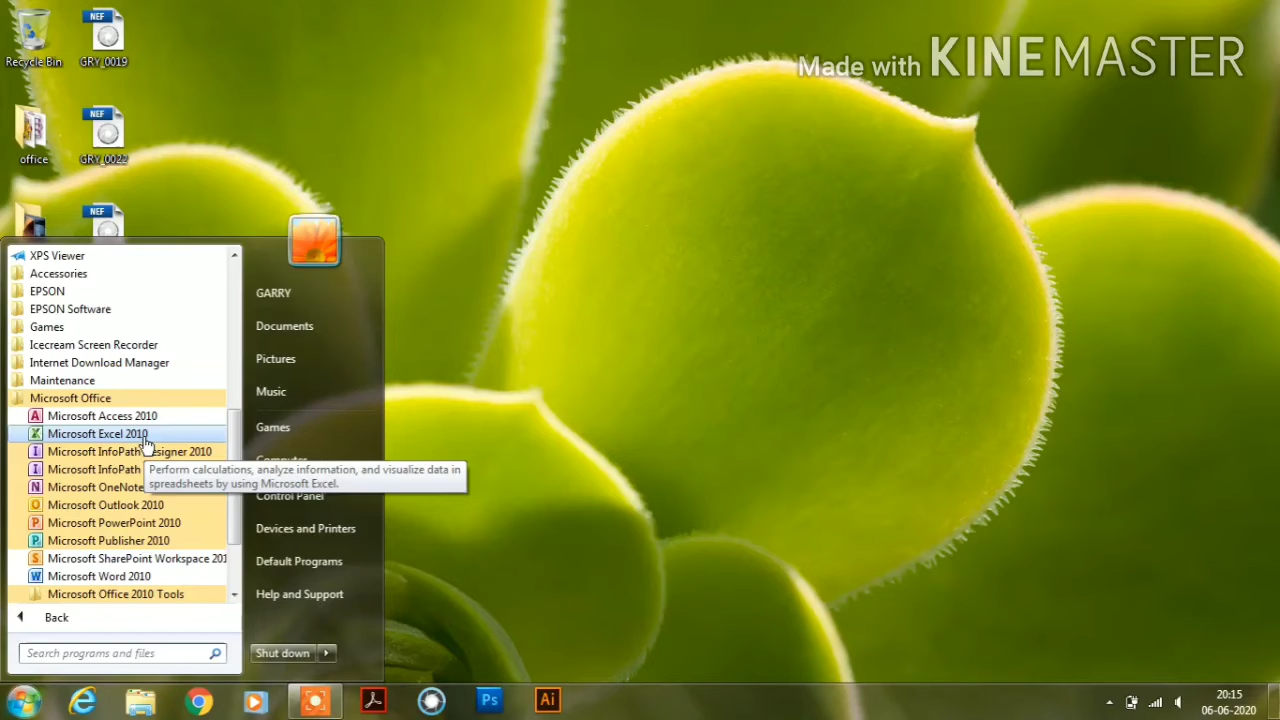 Made with KINEMASTER
Recycle Bin
NEF
GRY_0019
office
NEF
GRY_0022
NEF
XPS Viewer
Accessories
EPSON
EPSON Software
Games
Icecream Screen Recorder
Internet Download Manager
Maintenance
Microsoft Office
Microsoft Access 2010
Microsoft Excel 2010
Microsoft InfoPath Designer 2010
Microsoft InfoPath
Microsoft OneNote
Microsoft Outlook 2010
Microsoft PowerPoint 2010
Microsoft Publisher 2010
Microsoft SharePoint Workspace 201
Microsoft Word 2010
Microsoft Office 2010 Tools
Back
Search programs and files
Perform calculations, analyze information, and visualize data in
spreadsheets by using Microsoft Excel.
GARRY
Documents
Pictures
Music
Games
Computer
Control Panel
Devices and Printers
Default Programs
Help and Support
Shut down
Ps
Ai
20:15
06-06-2020